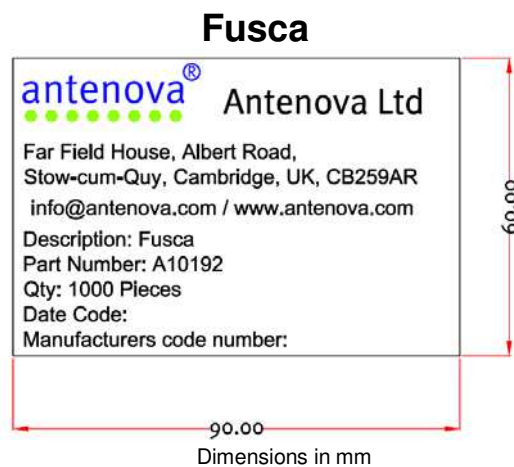 Fusca
antenova®
Antenova Ltd
Far Field House, Albert Road,
Stow-cum-Quy, Cambridge, UK, CB259AR
info@antenova.com / www.antenova.com
Description: Fusca
Part Number: A10192
Qty: 1000 Pieces
Date Code:
Manufacturers code number:
60.00
90.00
Dimensions in mm